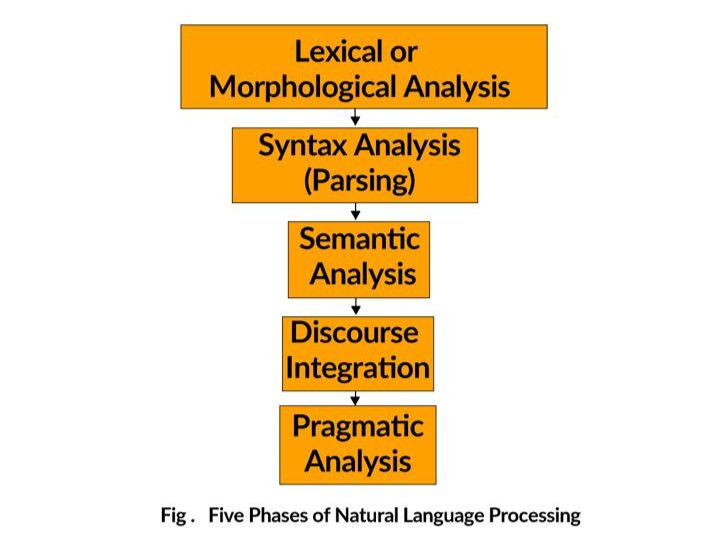 Lexical or
Morphological Analysis
Syntax Analysis
(Parsing)
Semantic
Analysis
Discourse
Integration
Pragmatic
Analysis
Fig . Five Phases of Natural Language Processing